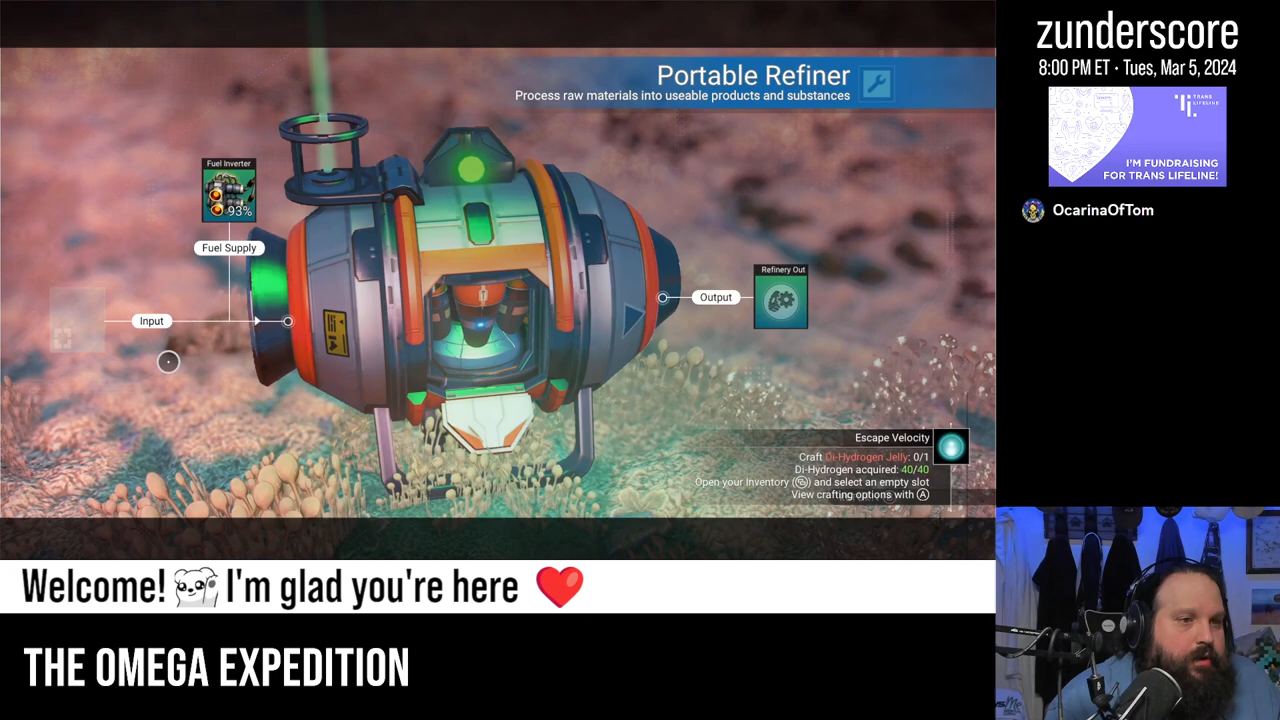 Portable Refiner
Process raw materials into useable products and substances
Fuel Inverter
93%
Fuel Supply
Input
Output
Refinery Out
Escape Velocity
Craft Di-Hydrogen Jelly: 0/1
Di-Hydrogen acquired: 40/40
Open your Inventory () and select an empty slot
View crafting options with A
Welcome! I'm glad you're here
THE OMEGA EXPEDITION
zunderscore
8:00 PM ET · Tues, Mar 5, 2024
TRANS
LIFELINE
I'M FUNDRAISING
FOR TRANS LIFELINE!
OcarinaOfTom